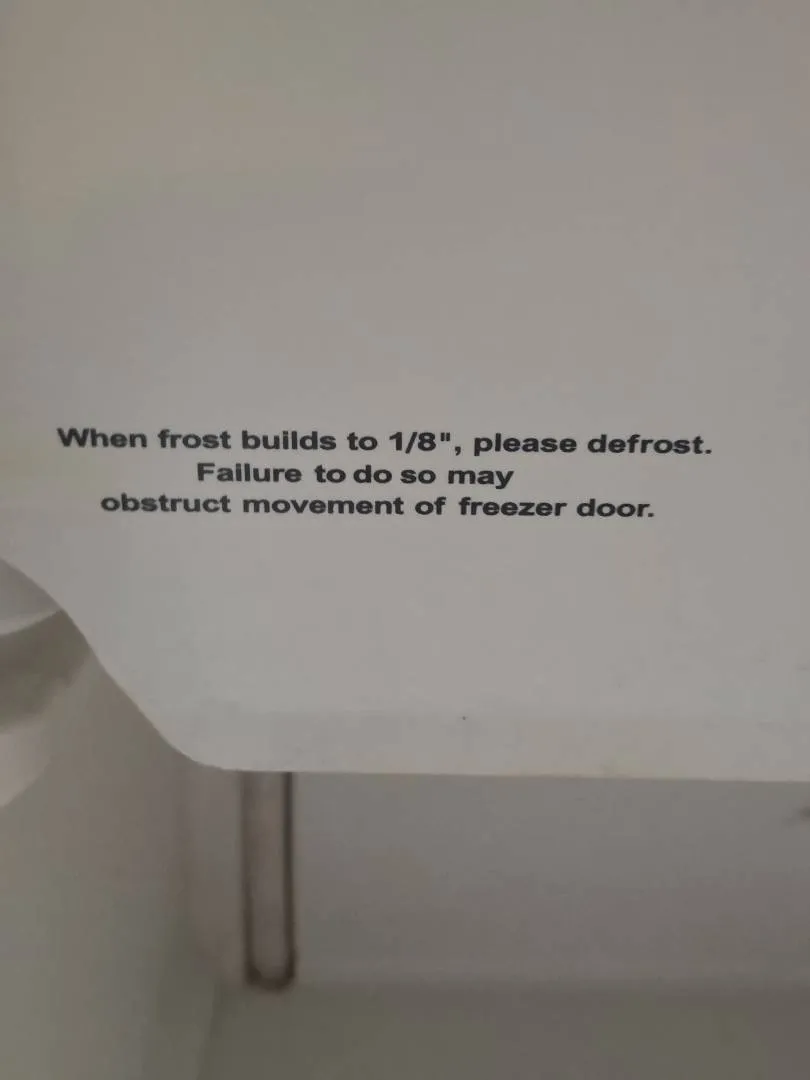 When frost builds to 1/8", please defrost.
Failure to do so may
obstruct movement of freezer door.